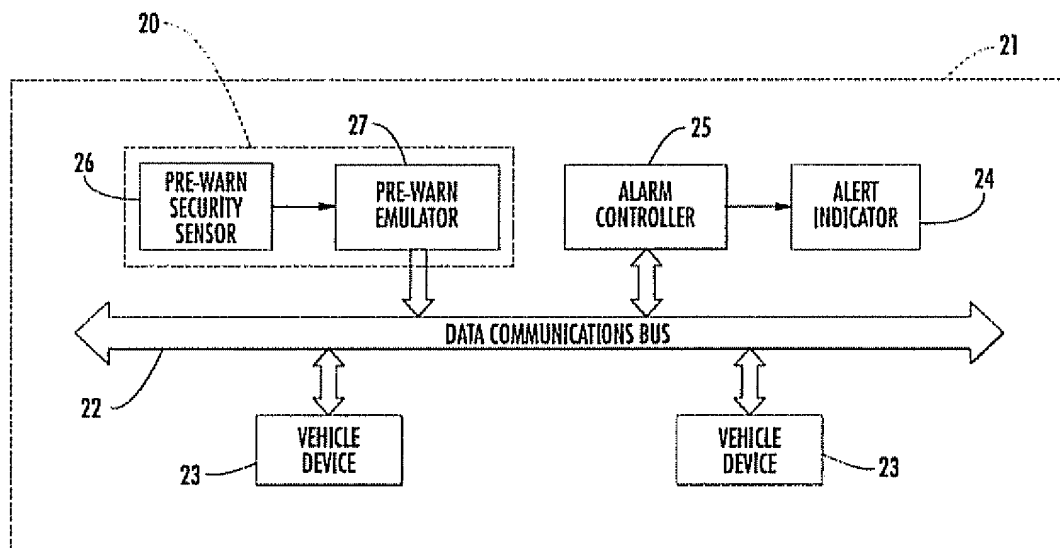 20
21
26
PRE-WARN
SECURITY
SENSOR
27
PRE-WARN
EMULATOR
25
ALARM
CONTROLLER
ALERT
INDICATOR
24
DATA COMMUNICATIONS BUS
22
VEHICLE
DEVICE
23
VEHICLE
DEVICE
23